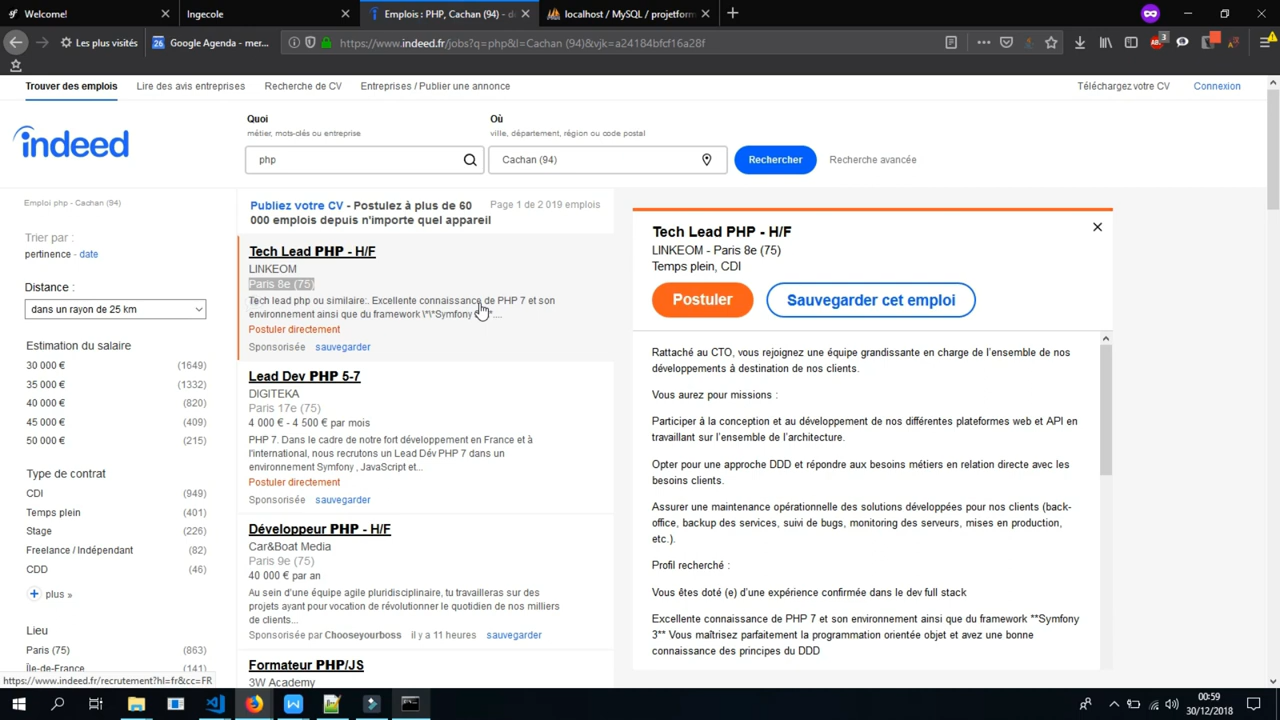 Welcome!
Ingecole
Emplois : PHP, Cachan (94) - d
localhost / MySQL / projetform
Les plus visités
26 Google Agenda - mer...
https://www.indeed.fr/jobs?q=php&l=Cachan (94)&vjk=a24184bfcf16a28f
3
Trouver des emplois
Lire des avis entreprises
Recherche de CV
Entreprises / Publier une annonce
Téléchargez votre CV
Connexion
indeed
Quoi
métier, mots-clés ou entreprise
Où
ville, département, région ou code postal
php
Cachan (94)
Rechercher
Recherche avancée
Emploi php - Cachan (94)
Trier par :
pertinence - date
Distance :
dans un rayon de 25 km
Estimation du salaire
30 000 € (1649)
35 000 € (1332)
40 000 € (820)
45 000 € (409)
50 000 € (215)
Type de contrat
CDI (949)
Temps plein (401)
Stage (226)
Freelance / Indépendant (82)
CDD (46)
+ plus »
Lieu
Paris (75) (863)
Île-de-France (141)
https://www.indeed.fr/recrutement?hl=fr&cc=FR
Publiez votre CV - Postulez à plus de 60
000 emplois depuis n'importe quel appareil
Page 1 de 2 019 emplois
Tech Lead PHP - H/F
LINKEOM
Paris 8e (75)
Tech lead php ou similaire:. Excellente connaissance de PHP 7 et son
environnement ainsi que du framework \*\*Symfony
Postuler directement
Sponsorisée sauvegarder
Lead Dev PHP 5-7
DIGITEKA
Paris 17e (75)
4 000 € - 4 500 € par mois
PHP 7. Dans le cadre de notre fort développement en France et à
l'international, nous recrutons un Lead Dév PHP 7 dans un
environnement Symfony , JavaScript et...
Postuler directement
Sponsorisée sauvegarder
Développeur PHP - H/F
Car&Boat Media
Paris 9e (75)
40 000 € par an
Au sein d'une équipe agile pluridisciplinaire, tu travailleras sur des
projets ayant pour vocation de révolutionner le quotidien de nos milliers
de clients...
Sponsorisée par Chooseyourboss il y a 11 heures sauvegarder
Formateur PHP/JS
3W Academy
Tech Lead PHP - H/F
LINKEOM - Paris 8e (75)
Temps plein, CDI
Postuler
Sauvegarder cet emploi
Rattaché au CTO, vous rejoignez une équipe grandissante en charge de l'ensemble de nos
développements à destination de nos clients.
Vous aurez pour missions :
Participer à la conception et au développement de nos différentes plateformes web et API en
travaillant sur l'ensemble de l'architecture.
Opter pour une approche DDD et répondre aux besoins métiers en relation directe avec les
besoins clients.
Assurer une maintenance opérationnelle des solutions développées pour nos clients (back-
office, backup des services, suivi de bugs, monitoring des serveurs, mises en production,
etc.).
Profil recherché :
Vous êtes doté (e) d'une expérience confirmée dans le dev full stack
Excellente connaissance de PHP 7 et son environnement ainsi que du framework **Symfony
3** Vous maîtrisez parfaitement la programmation orientée objet et avez une bonne
connaissance des principes du DDD
00:59
30/12/2018